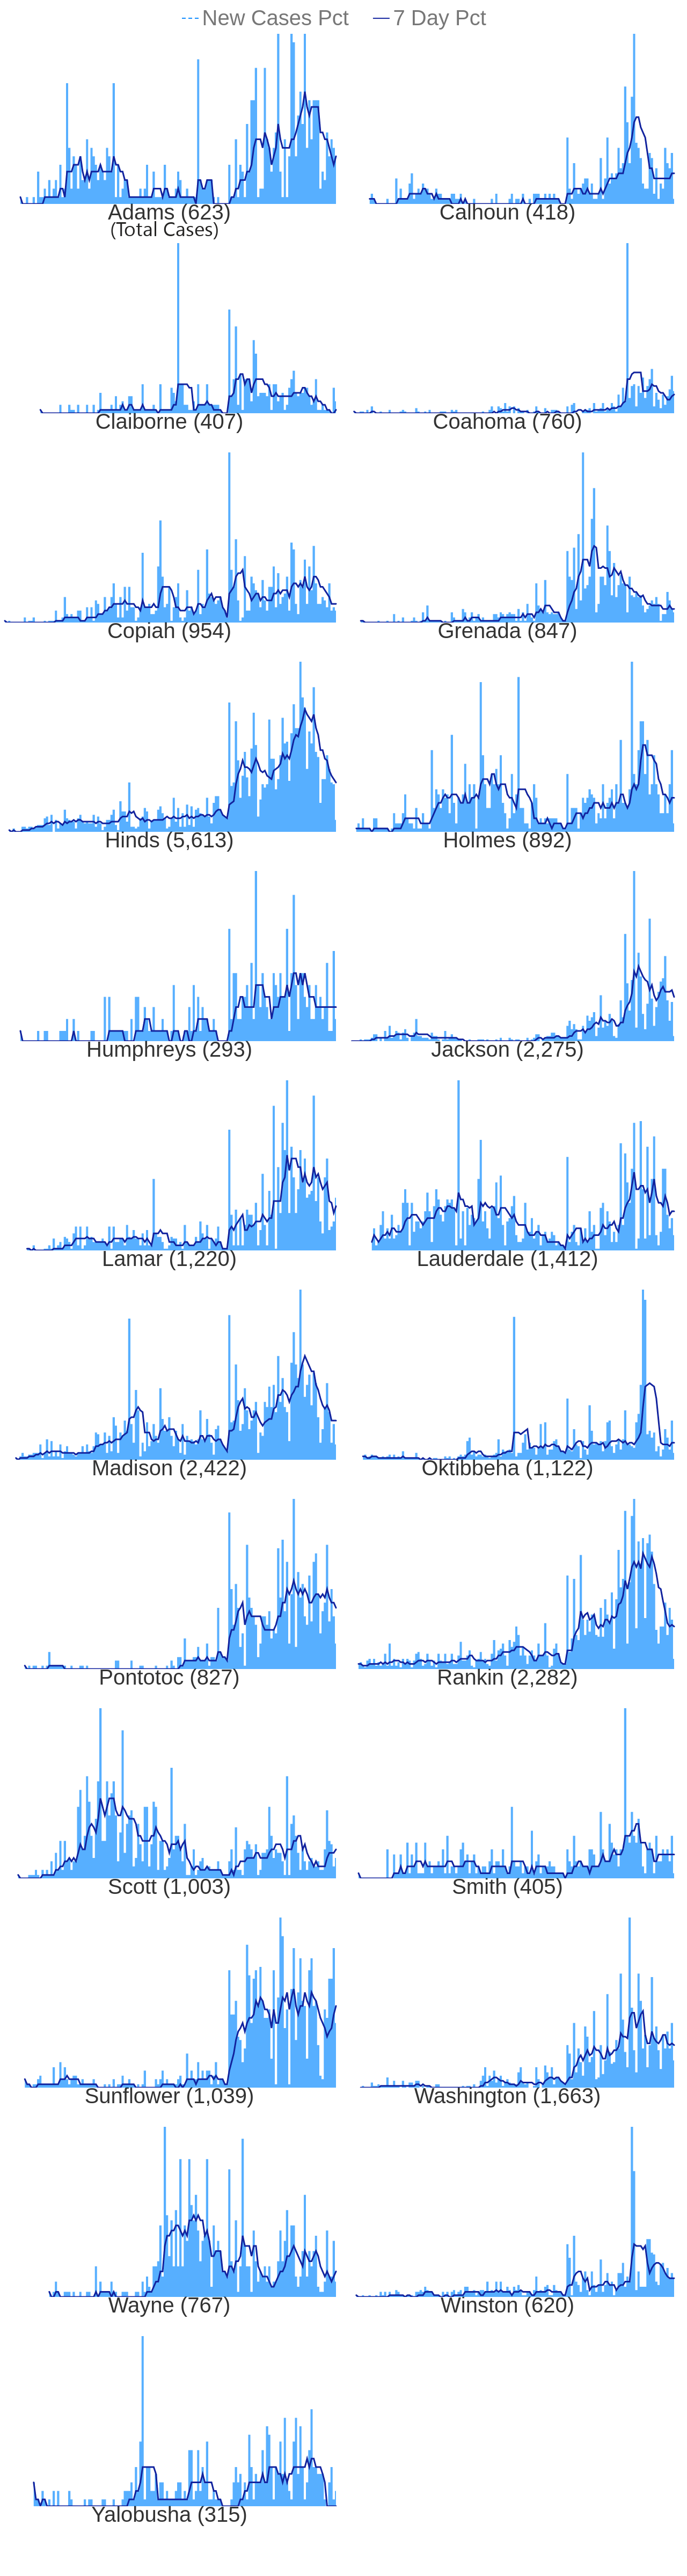 New Cases Pct 7 Day Pct
Adams (623) Calhoun (418)
(Total Cases)
Claiborne (407) Coahoma (760)
Copiah (954) Grenada (847)
Hinds (5,613) Holmes (892)
Humphreys (293) Jackson (2,275)
Lamar (1,220) Lauderdale (1,412)
Madison (2,422) Oktibbeha (1,122)
Pontotoc (827) Rankin (2,282)
Scott (1,003) Smith (405)
Sunflower (1,039) Washington (1,663)
Wayne (767) Winston (620)
Yalobusha (315)